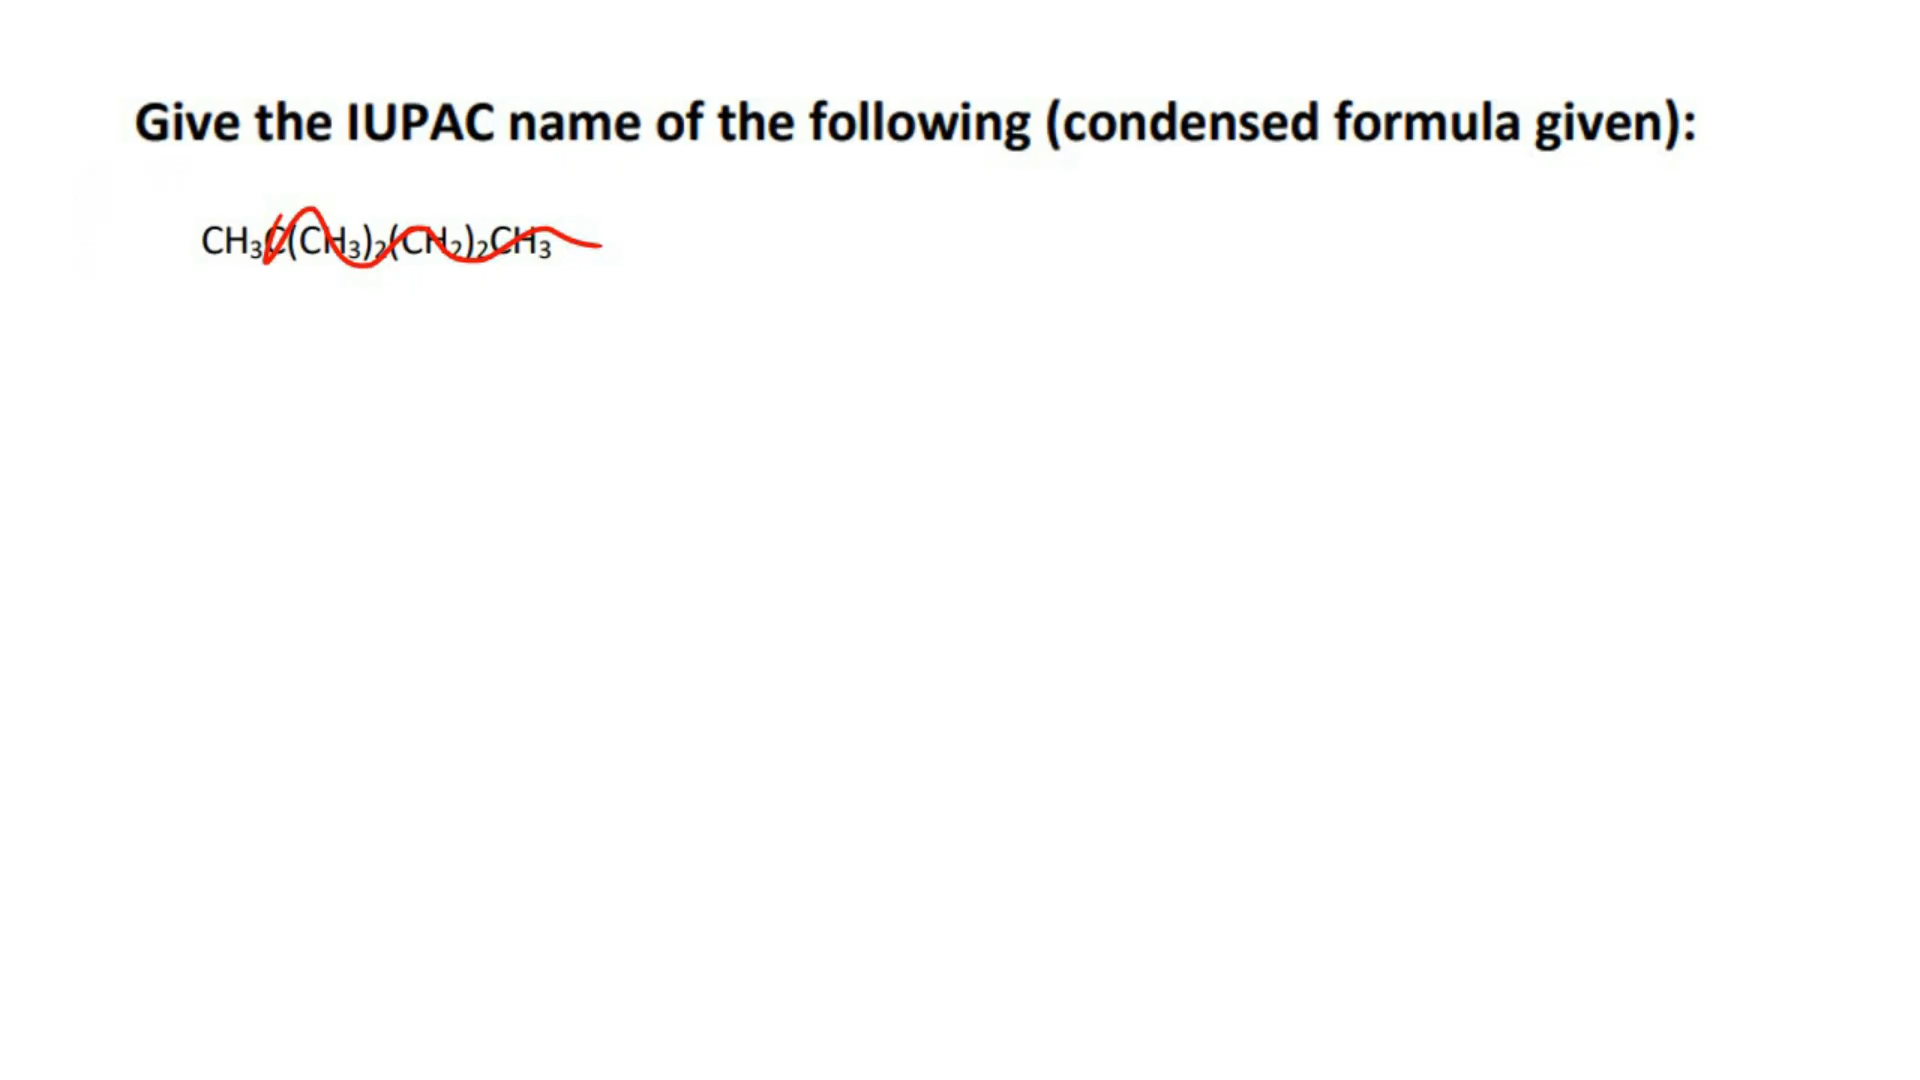 Give the IUPAC name of the following (condensed formula given):
CH₃C(CH₃)₂(CH₂)₂CH₃